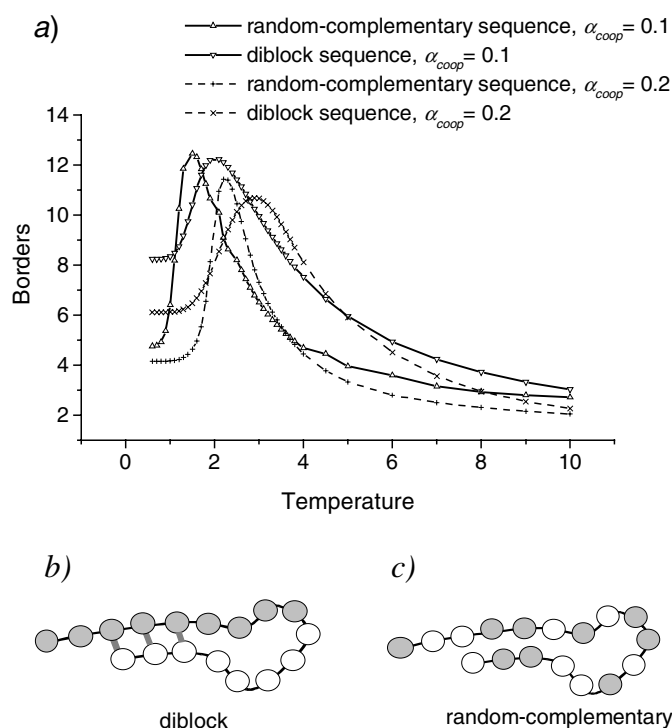 a)
random-complementary sequence, αcoop= 0.1
diblock sequence, αcoop= 0.1
random-complementary sequence, αcoop= 0.2
diblock sequence, αcoop= 0.2
14
12
10
8
6
4
2
Borders
0 2 4 6 8 10
Temperature
b)
c)
diblock
random-complementary